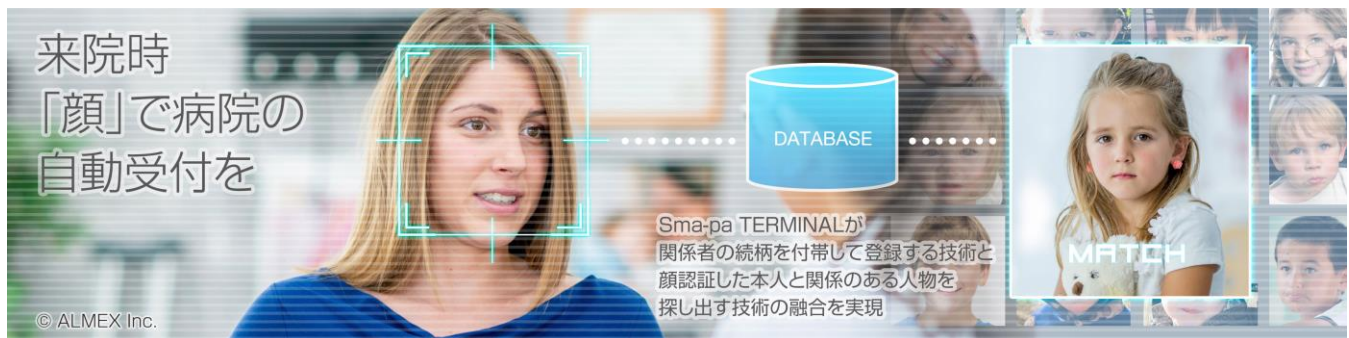 来院時
「顔」で病院の
自動受付を
DATABASE
Sma-pa TERMINALが
関係者の続柄を付帯して登録する技術と
顔認証した本人と関係のある人物を
探し出す技術の融合を実現
MATCH
© ALMEX Inc.